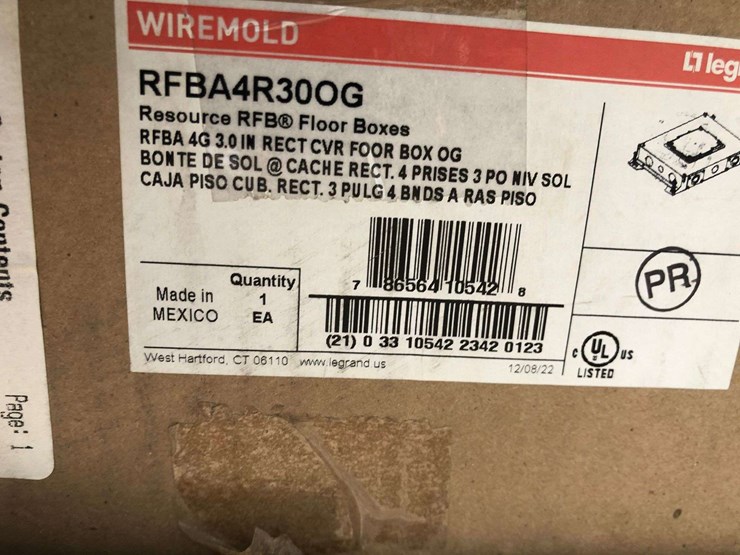 WIREMOLD
RFBA4R30OG
Resource RFB® Floor Boxes
RFBA 4G 3.0 IN RECT CVR FOOR BOX OG
BONTE DE SOL @ CACHE RECT. 4 PRISES 3 PO NIV SOL
CAJA PISO CUB. RECT. 3 PULG 4 BNDS A RAS PISO
Quantity
Made in 1
MEXICO EA
7 86564 10542 8
(21) 0 33 10542 2342 0123
West Hartford, CT 06110 www.legrand.us
12/08/22
PR
C UL US
LISTED
Contents
Page: 1